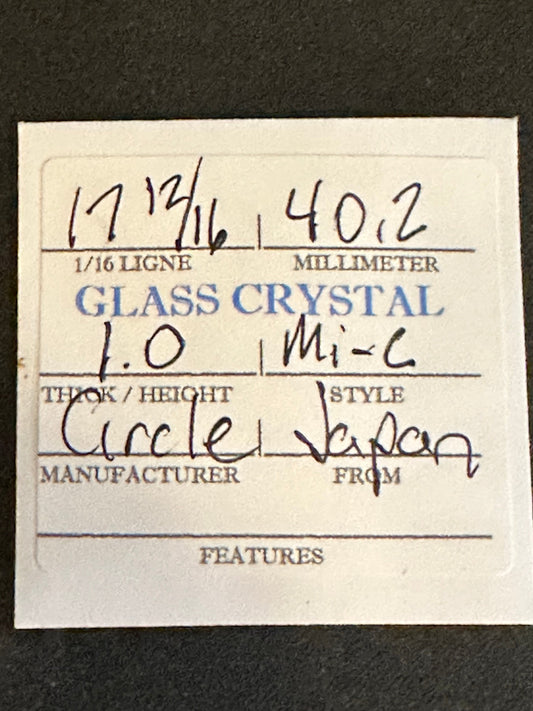 17 12/16 40.2
1/16 LIGNE MILLIMETER
GLASS CRYSTAL
1.0 Mi-C
THICK / HEIGHT STYLE
Circle Japan
MANUFACTURER FROM
FEATURES